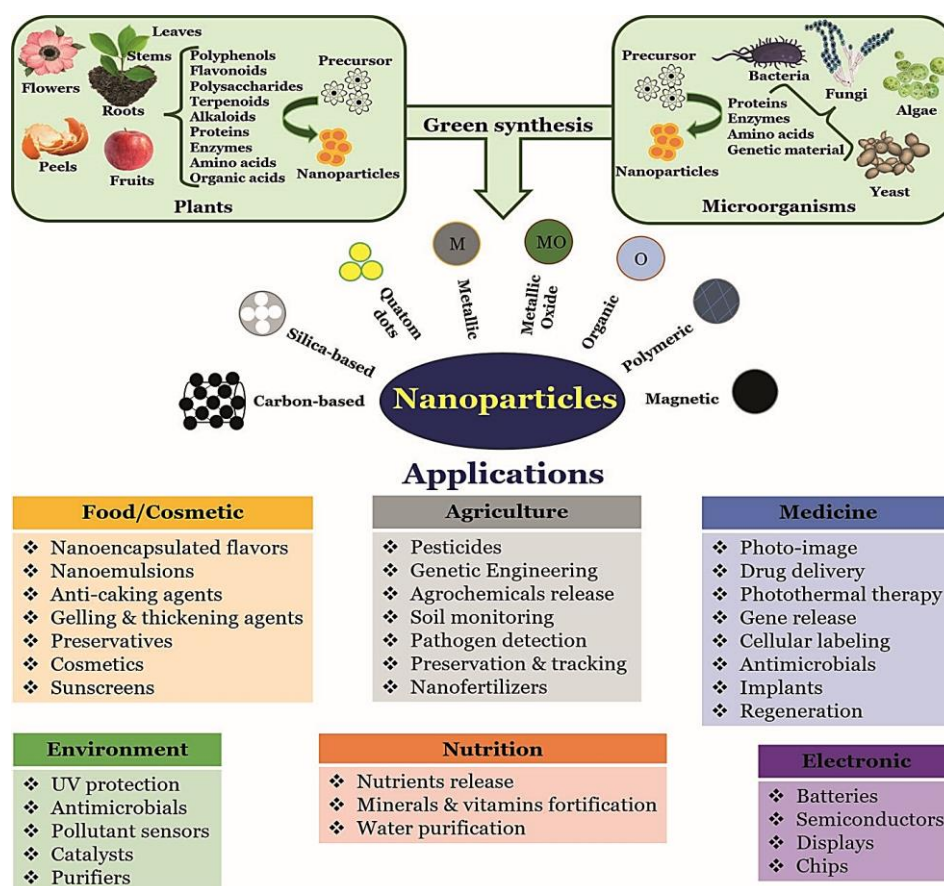 Leaves
Stems
Flowers
Roots
Peels
Fruits
Polyphenols
Flavonoids
Polysaccharides
Terpenoids
Alkaloids
Proteins
Enzymes
Amino acids
Organic acids
Precursor
Nanoparticles
Plants
Green synthesis
Precursor
Nanoparticles
Bacteria
Fungi
Algae
Proteins
Enzymes
Amino acids
Genetic material
Yeast
Microorganisms
Carbon-based
Silica-based
Quatom
dots
M
Metallic
MO
Metallic
Oxide
O
Organic
Polymeric
Magnetic
Nanoparticles
Applications
Food/Cosmetic
❖ Nanoencapsulated flavors
❖ Nanoemulsions
❖ Anti-caking agents
❖ Gelling & thickening agents
❖ Preservatives
❖ Cosmetics
❖ Sunscreens
Agriculture
❖ Pesticides
❖ Genetic Engineering
❖ Agrochemicals release
❖ Soil monitoring
❖ Pathogen detection
❖ Preservation & tracking
❖ Nanofertilizers
Medicine
❖ Photo-image
❖ Drug delivery
❖ Photothermal therapy
❖ Gene release
❖ Cellular labeling
❖ Antimicrobials
❖ Implants
❖ Regeneration
Environment
❖ UV protection
❖ Antimicrobials
❖ Pollutant sensors
❖ Catalysts
❖ Purifiers
Nutrition
❖ Nutrients release
❖ Minerals & vitamins fortification
❖ Water purification
Electronic
❖ Batteries
❖ Semiconductors
❖ Displays
❖ Chips